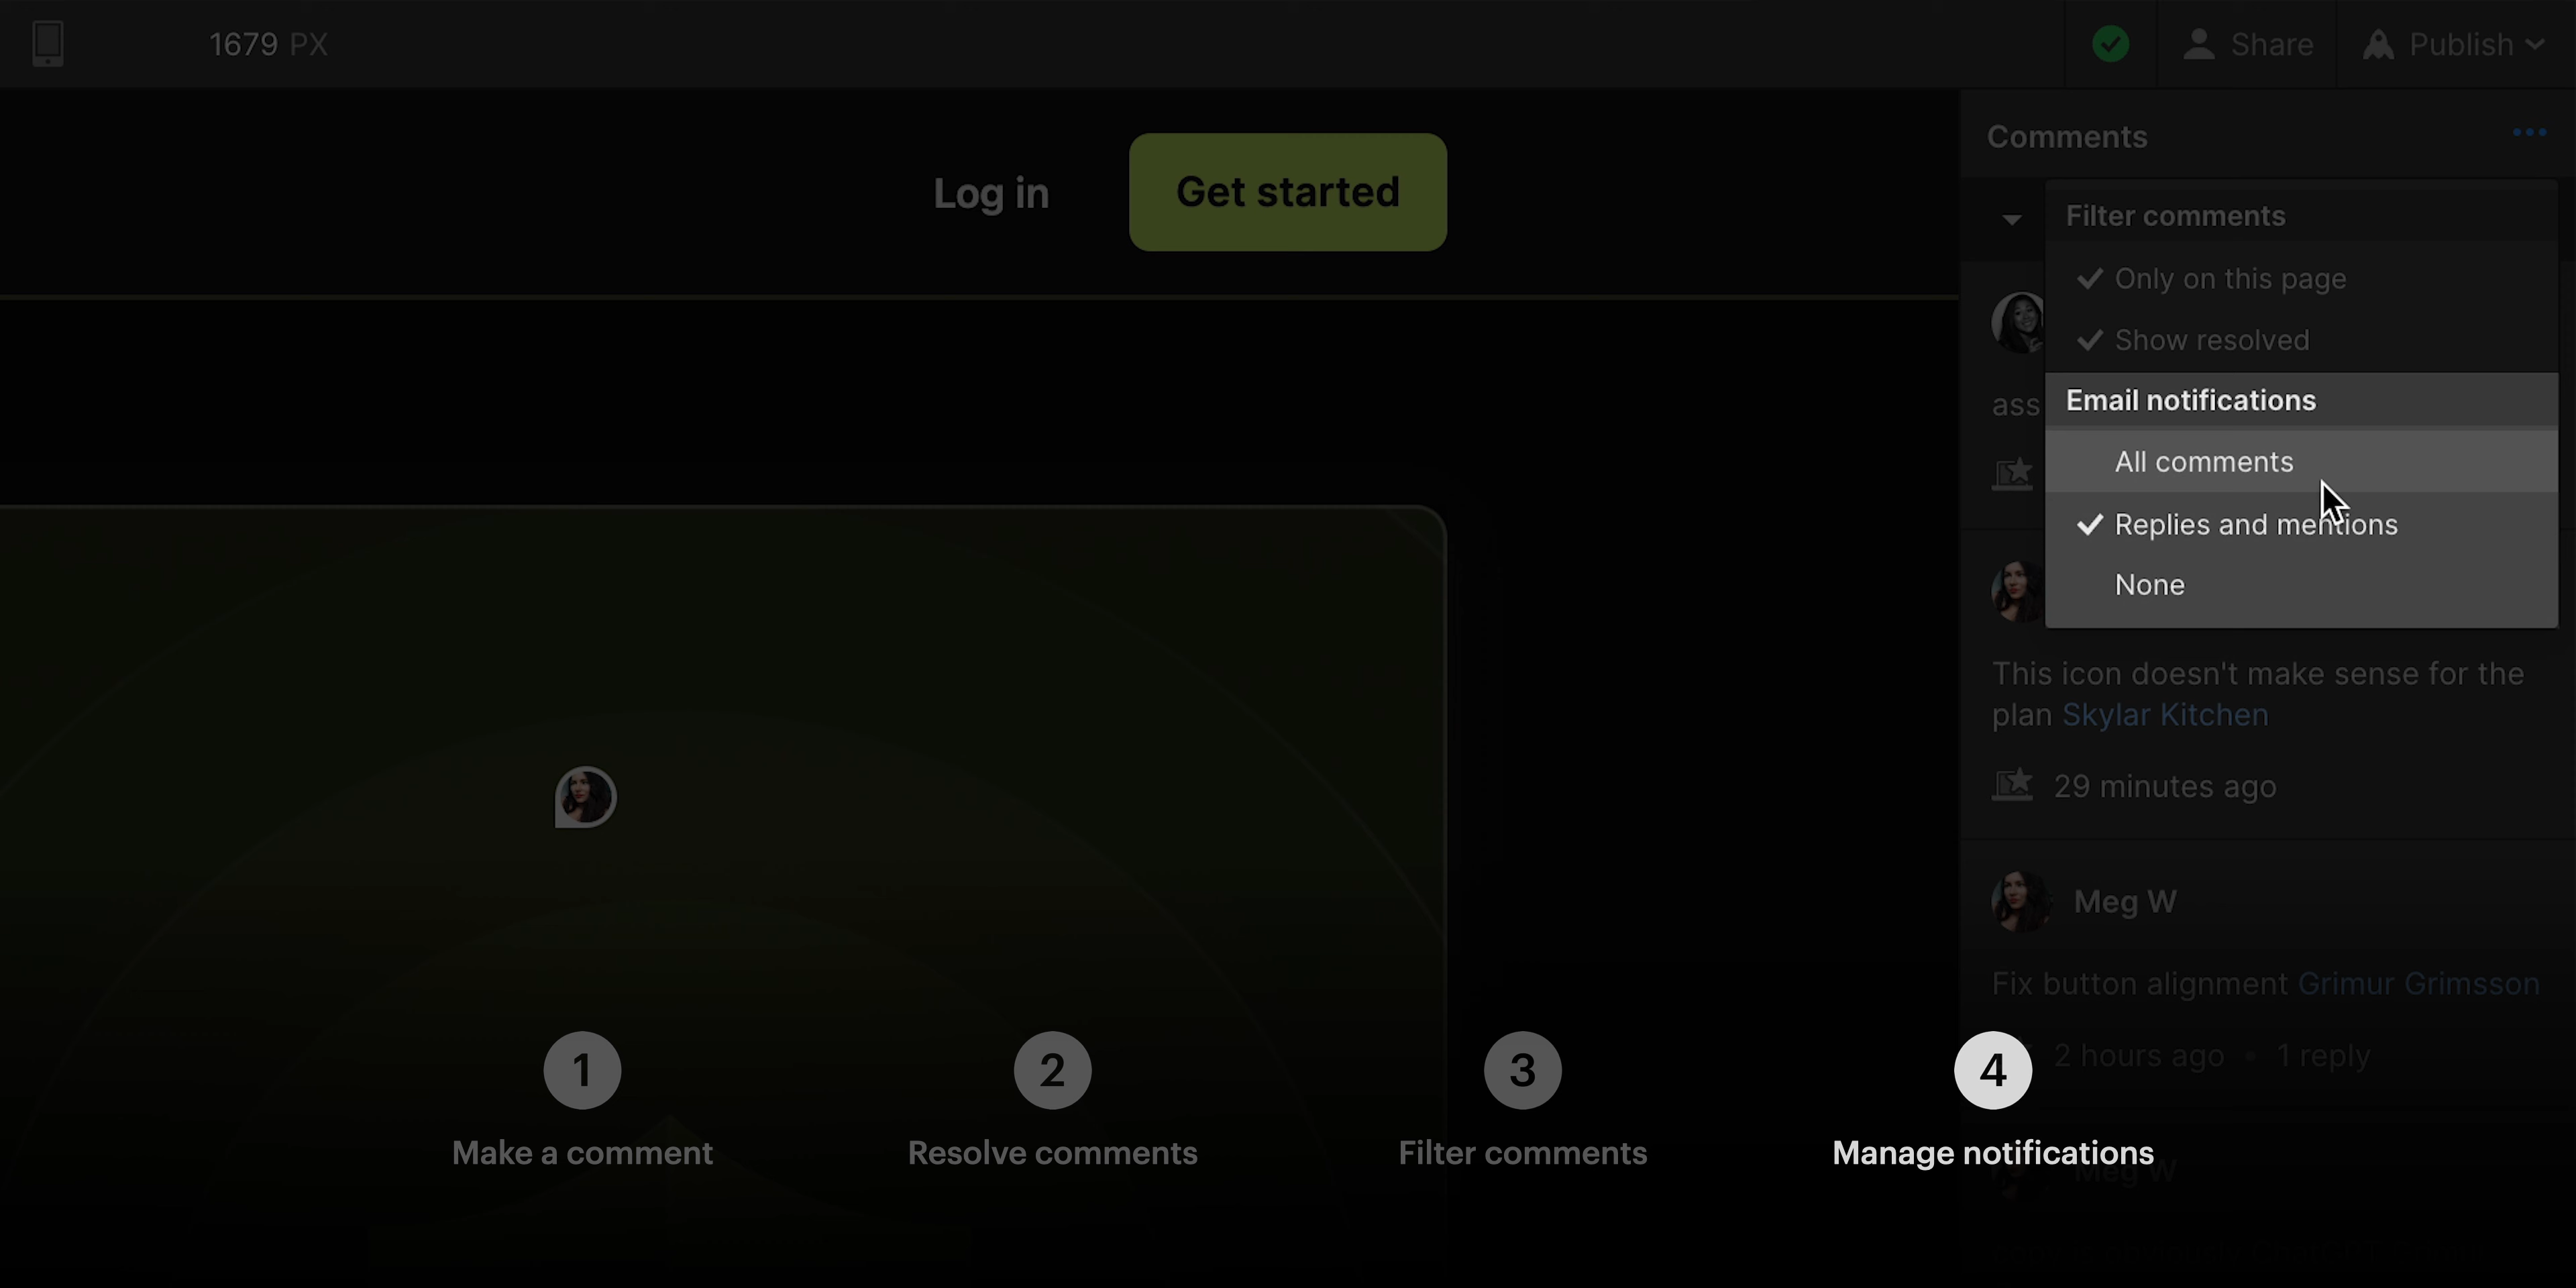 1679 PX
Share
Publish
Log in
Get started
Comments
Filter comments
Only on this page
Show resolved
Email notifications
All comments
Replies and mentions
None
ass
This icon doesn't make sense for the
plan Skylar Kitchen
29 minutes ago
Meg W
Fix button alignment Grimur Grimsson
2 hours ago • 1 reply
Meg W
1
Make a comment
2
Resolve comments
3
Filter comments
4
Manage notifications